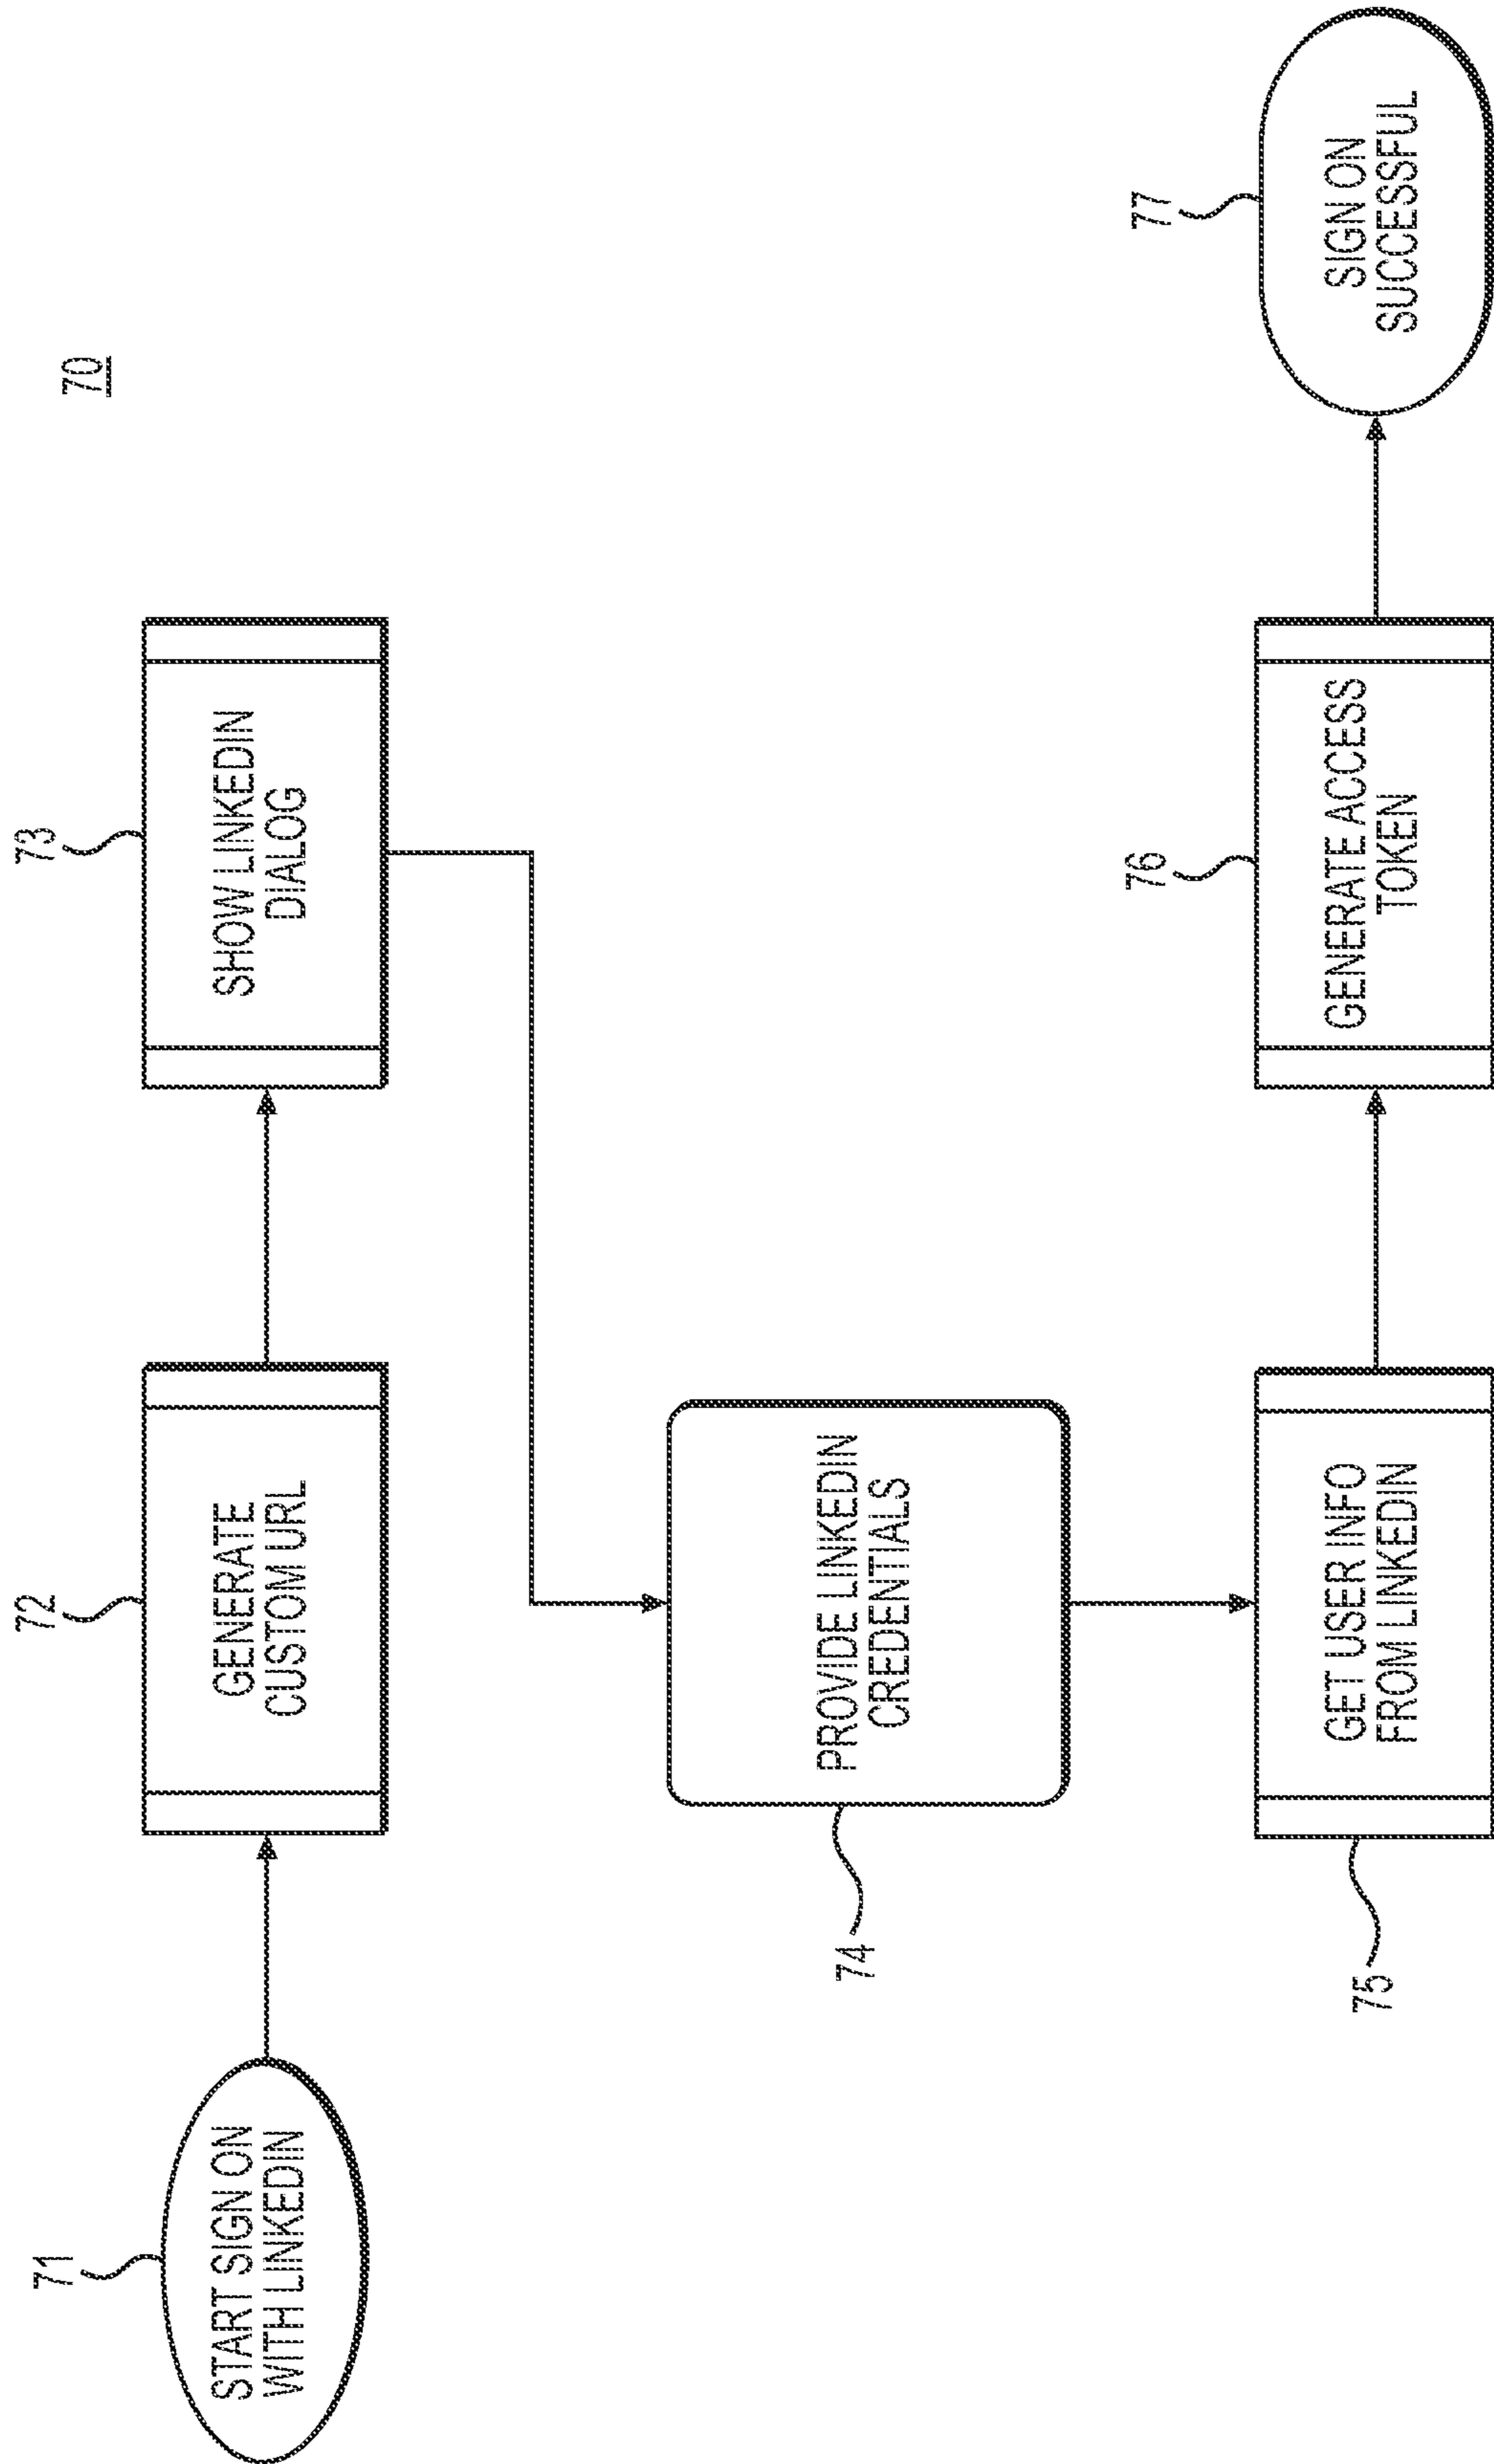 70
71
START SIGN ON
WITH LINKEDIN
72
GENERATE
CUSTOM URL
73
SHOW LINKEDIN
DIALOG
74
PROVIDE LINKEDIN
CREDENTIALS
75
GET USER INFO
FROM LINKEDIN
76
GENERATE ACCESS
TOKEN
77
SIGN ON
SUCCESSFUL